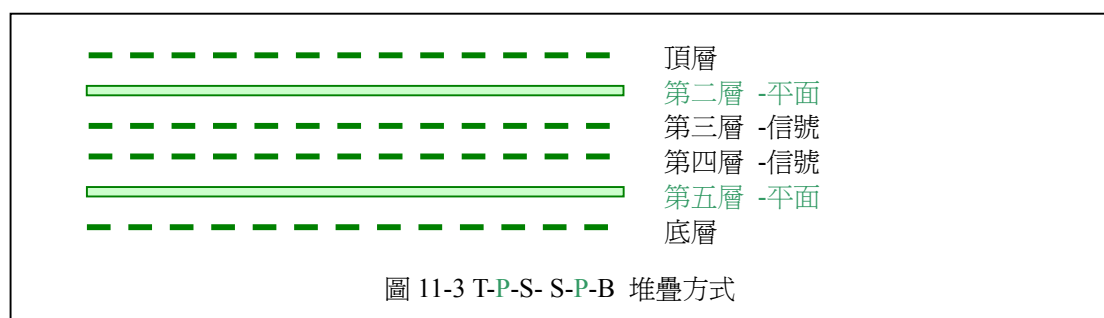 頂層
第二層 -平面
第三層 -信號
第四層 -信號
第五層 -平面
底層
圖 11-3 T-P-S- S-P-B 堆疊方式